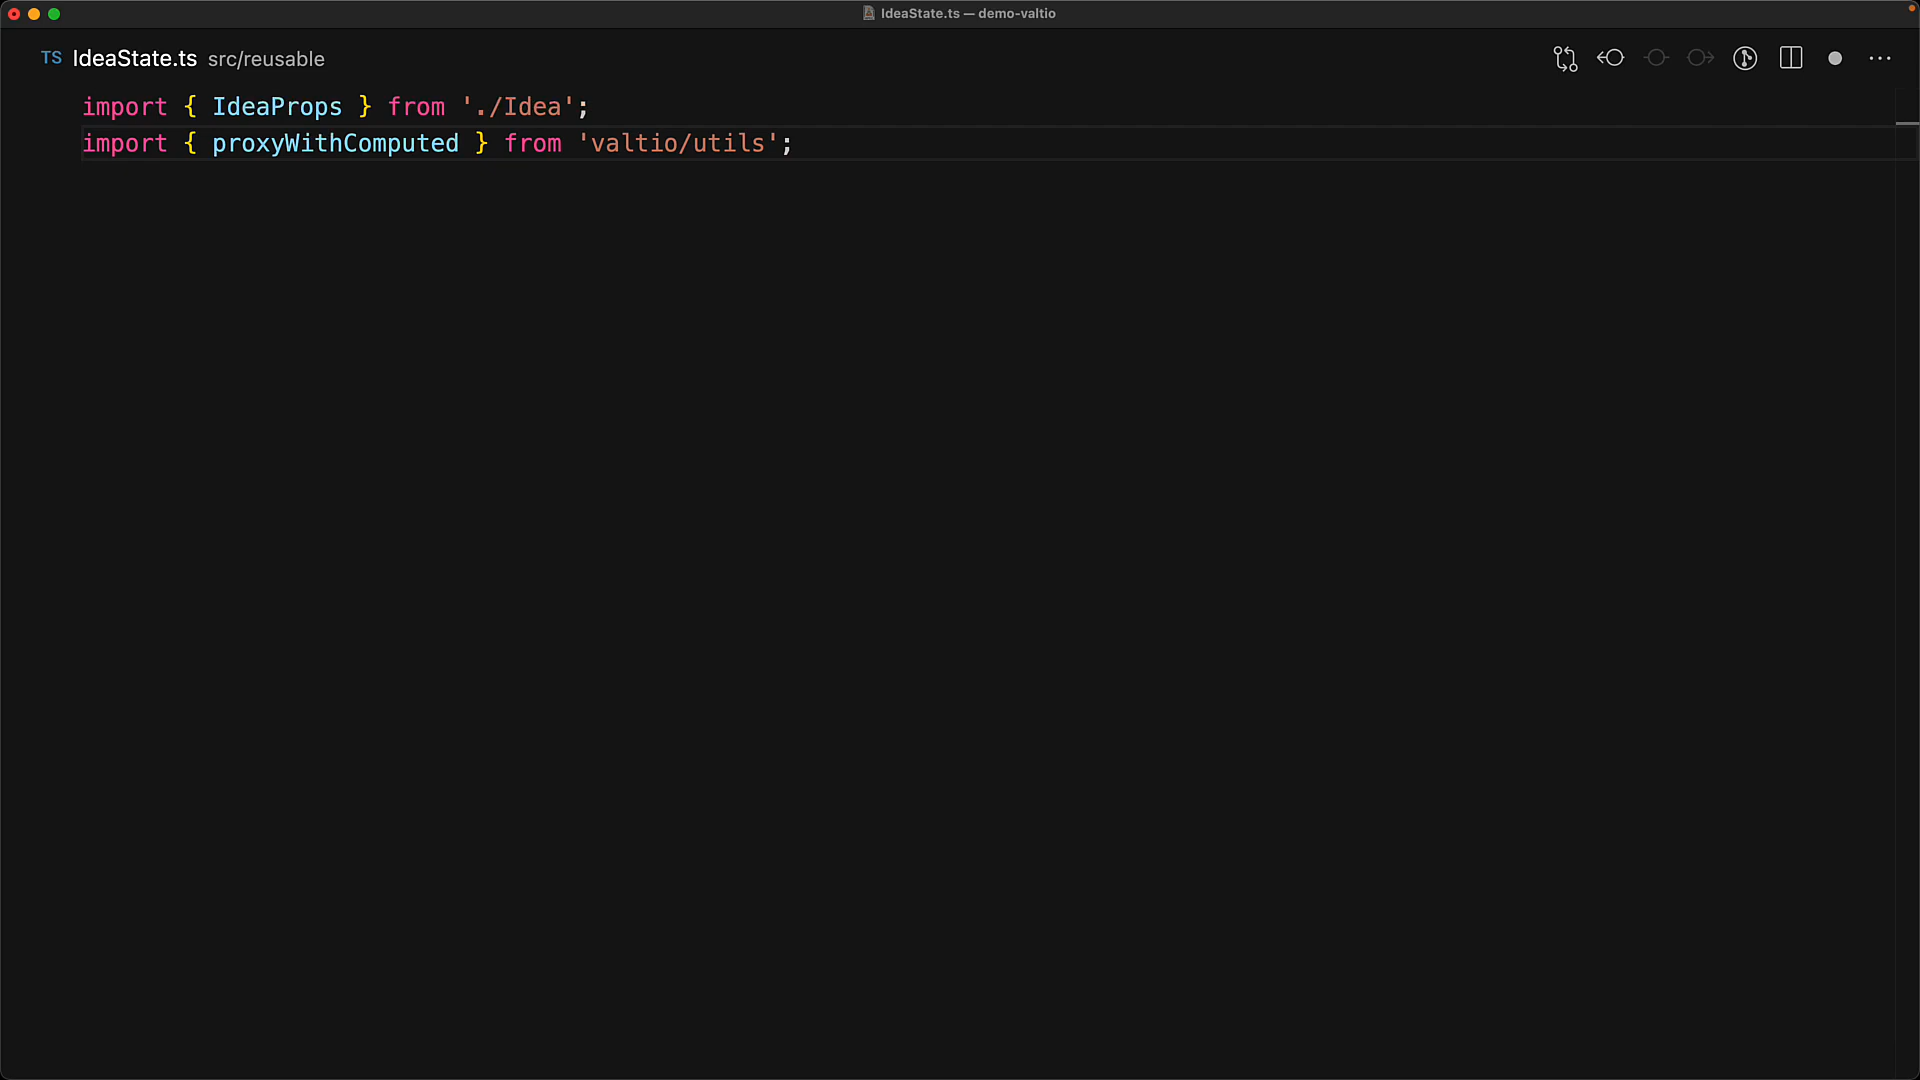 IdeaState.ts — demo-valtio
TS IdeaState.ts src/reusable
import { IdeaProps } from './Idea';
import { proxyWithComputed } from 'valtio/utils';